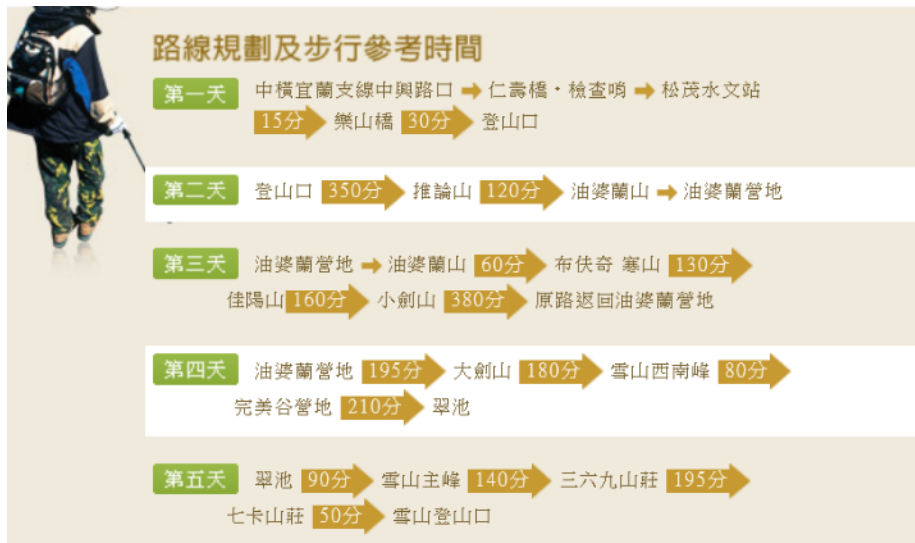 路線規劃及步行參考時間
第一天 中橫宜蘭支線中興路口 ➡ 仁壽橋・檢查哨 ➡ 松茂水文站
15分 樂山橋 30分 登山口
第二天 登山口 350分 推論山 120分 油婆蘭山 ➡ 油婆蘭營地
第三天 油婆蘭營地 ➡ 油婆蘭山 60分 布伕奇 寒山 130分
佳陽山 160分 小劍山 380分 原路返回油婆蘭營地
第四天 油婆蘭營地 195分 大劍山 180分 雪山西南峰 80分
完美谷營地 210分 翠池
第五天 翠池 90分 雪山主峰 140分 三六九山莊 195分
七卡山莊 50分 雪山登山口